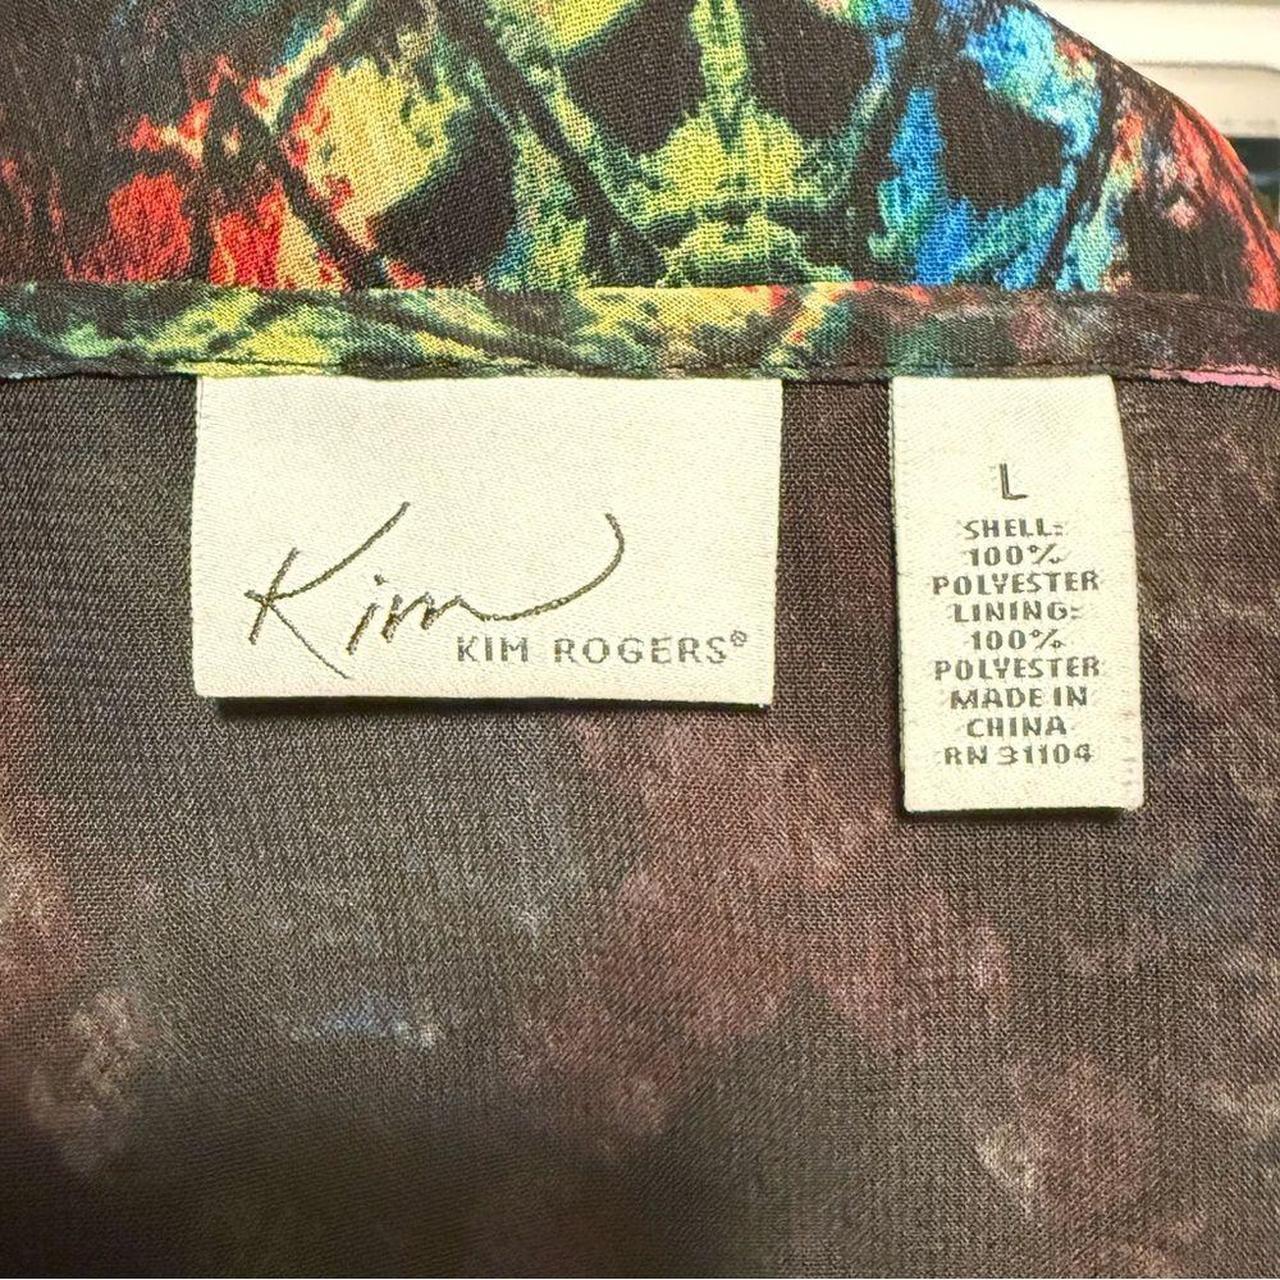 Kim
KIM ROGERS®
L
SHELL:
100%
POLYESTER
LINING:
100%
POLYESTER
MADE IN
CHINA
RN 31104